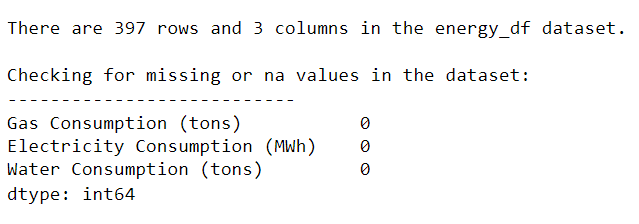 There are 397 rows and 3 columns in the energy_df dataset.
Checking for missing or na values in the dataset:
---------------------------
Gas Consumption (tons) 0
Electricity Consumption (MWh) 0
Water Consumption (tons) 0
dtype: int64